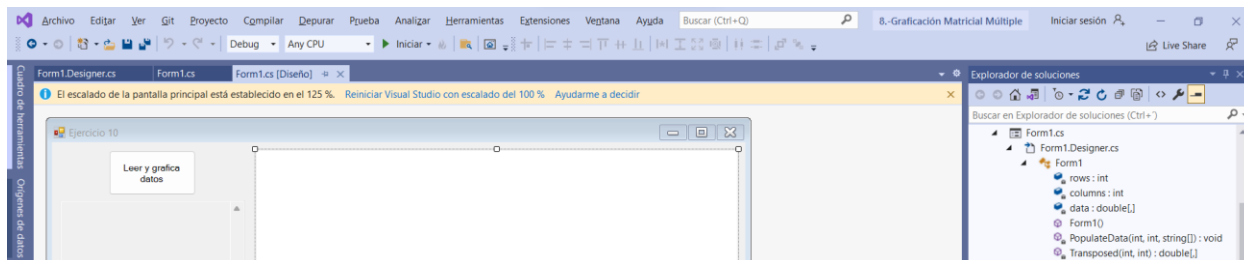 Archivo Editar Ver Git Proyecto Compilar Depurar Prueba Analizar Herramientas Extensiones Ventana Ayuda Buscar (Ctrl+Q) 8.-Graficación Matricial Múltiple Iniciar sesión
Debug Any CPU Iniciar Live Share
Cuadro de herramientas Orígenes de datos
Form1.Designer.cs Form1.cs Form1.cs [Diseño] Explorador de soluciones
El escalado de la pantalla principal está establecido en el 125 %. Reiniciar Visual Studio con escalado del 100 % Ayudarme a decidir
Buscar en Explorador de soluciones (Ctrl+¨)
Ejercicio 10
Leer y grafica
datos
Form1.cs
Form1.Designer.cs
Form1
rows : int
columns : int
data : double[,]
Form1()
PopulateData(int, int, string[]) : void
Transposed(int, int) : double[,]